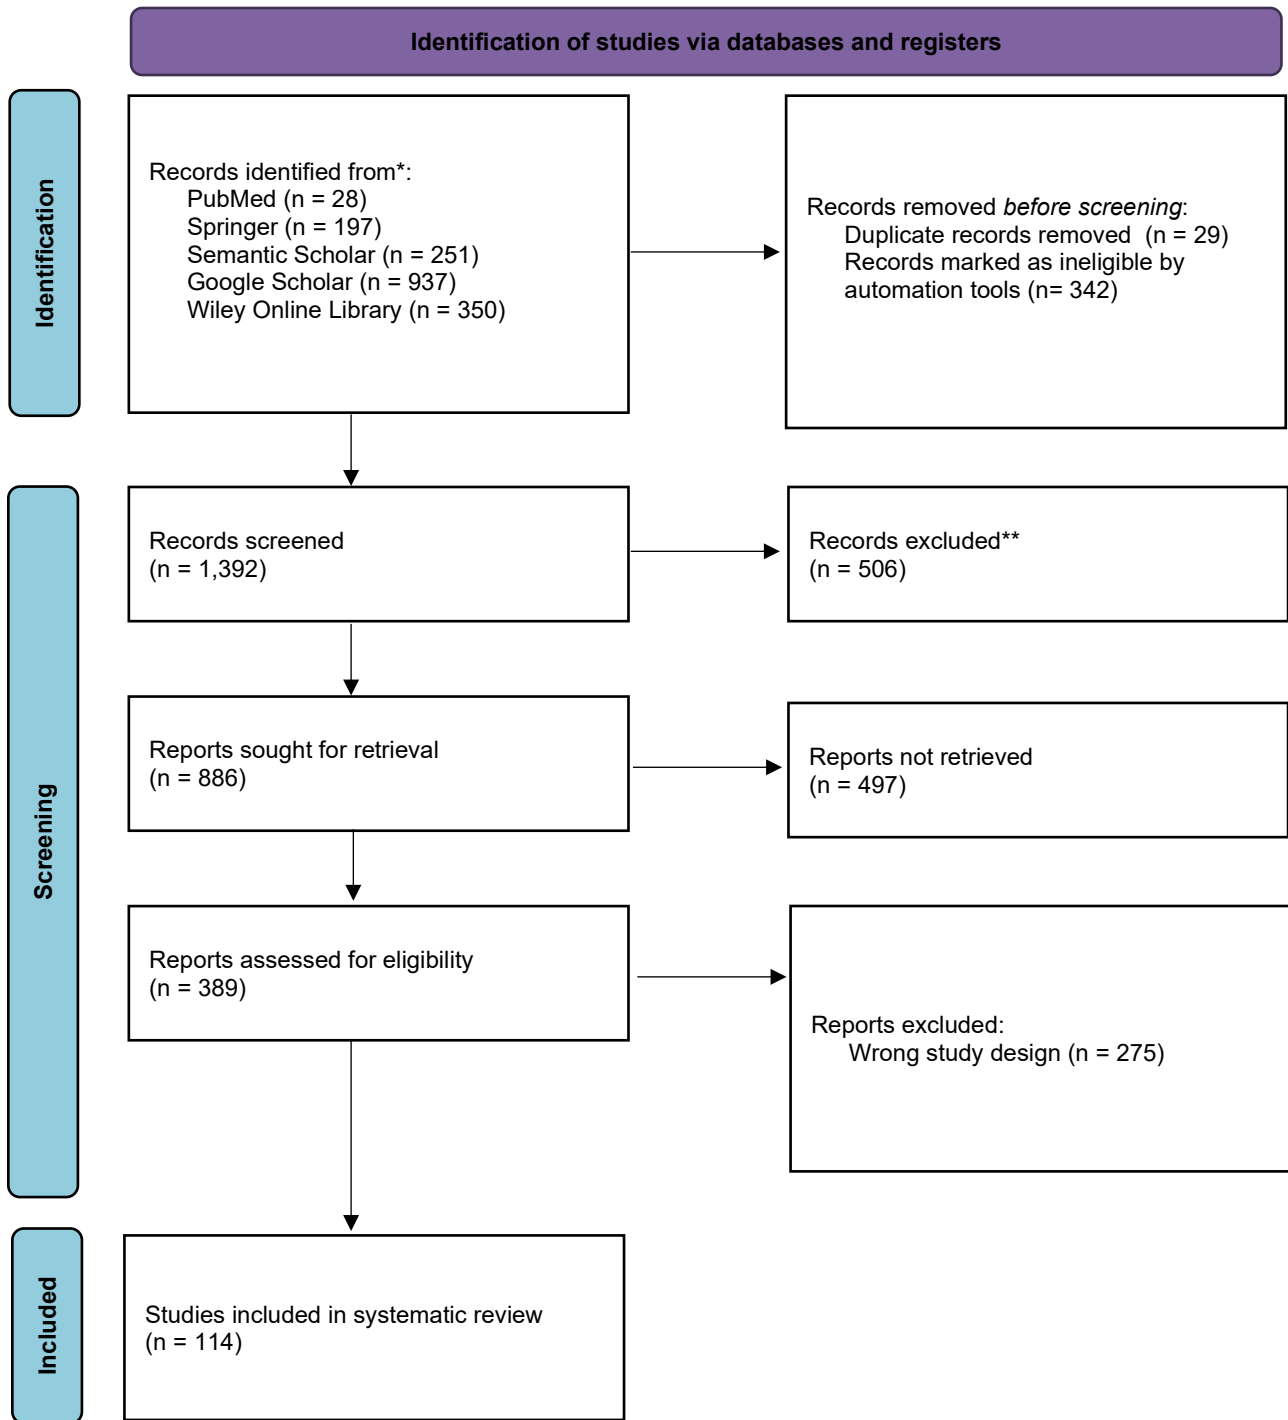 Identification of studies via databases and registers
Identification
Records identified from*:
PubMed (n = 28)
Springer (n = 197)
Semantic Scholar (n = 251)
Google Scholar (n = 937)
Wiley Online Library (n = 350)
Records removed before screening:
Duplicate records removed  (n = 29)
Records marked as ineligible by
automation tools (n= 342)
Screening
Records screened
(n = 1,392)
Records excluded**
(n = 506)
Reports sought for retrieval
(n = 886)
Reports not retrieved
(n = 497)
Reports assessed for eligibility
(n = 389)
Reports excluded:
Wrong study design (n = 275)
Included
Studies included in systematic review
(n = 114)